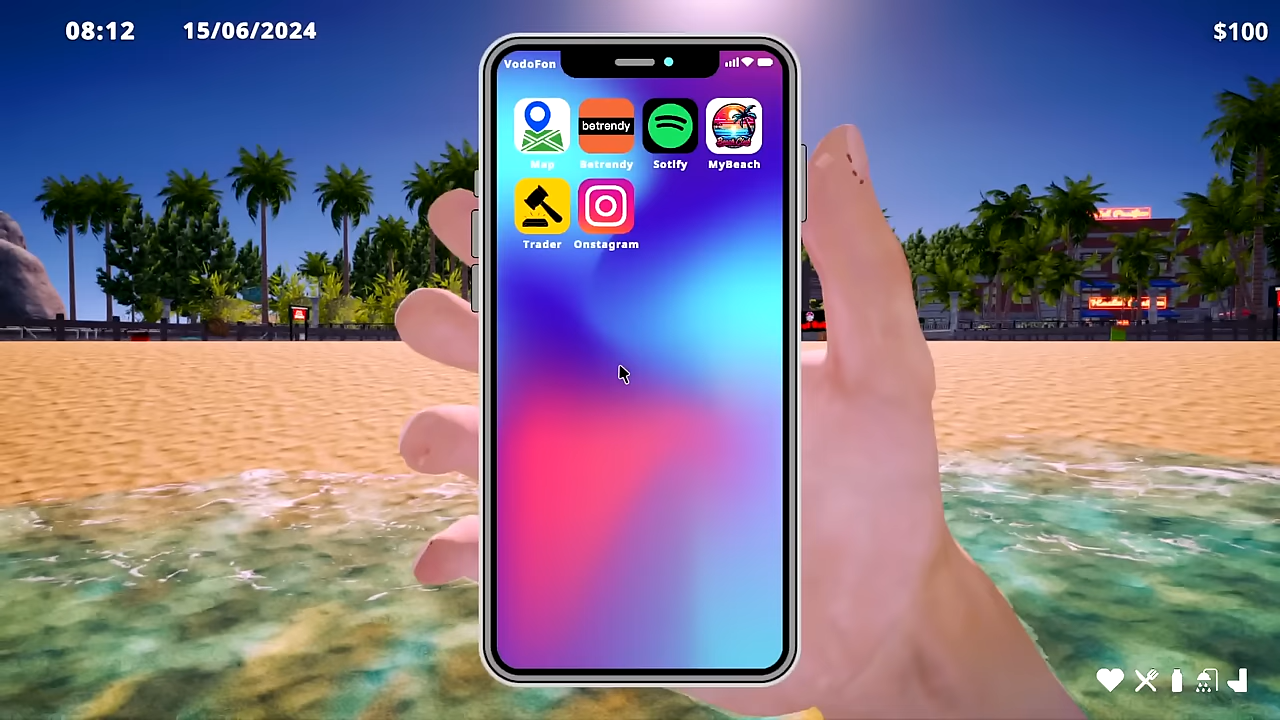 08:12 15/06/2024
$100
VodoFon
betrendy
Map Betrendy Sotify MyBeach
Trader Onstagram